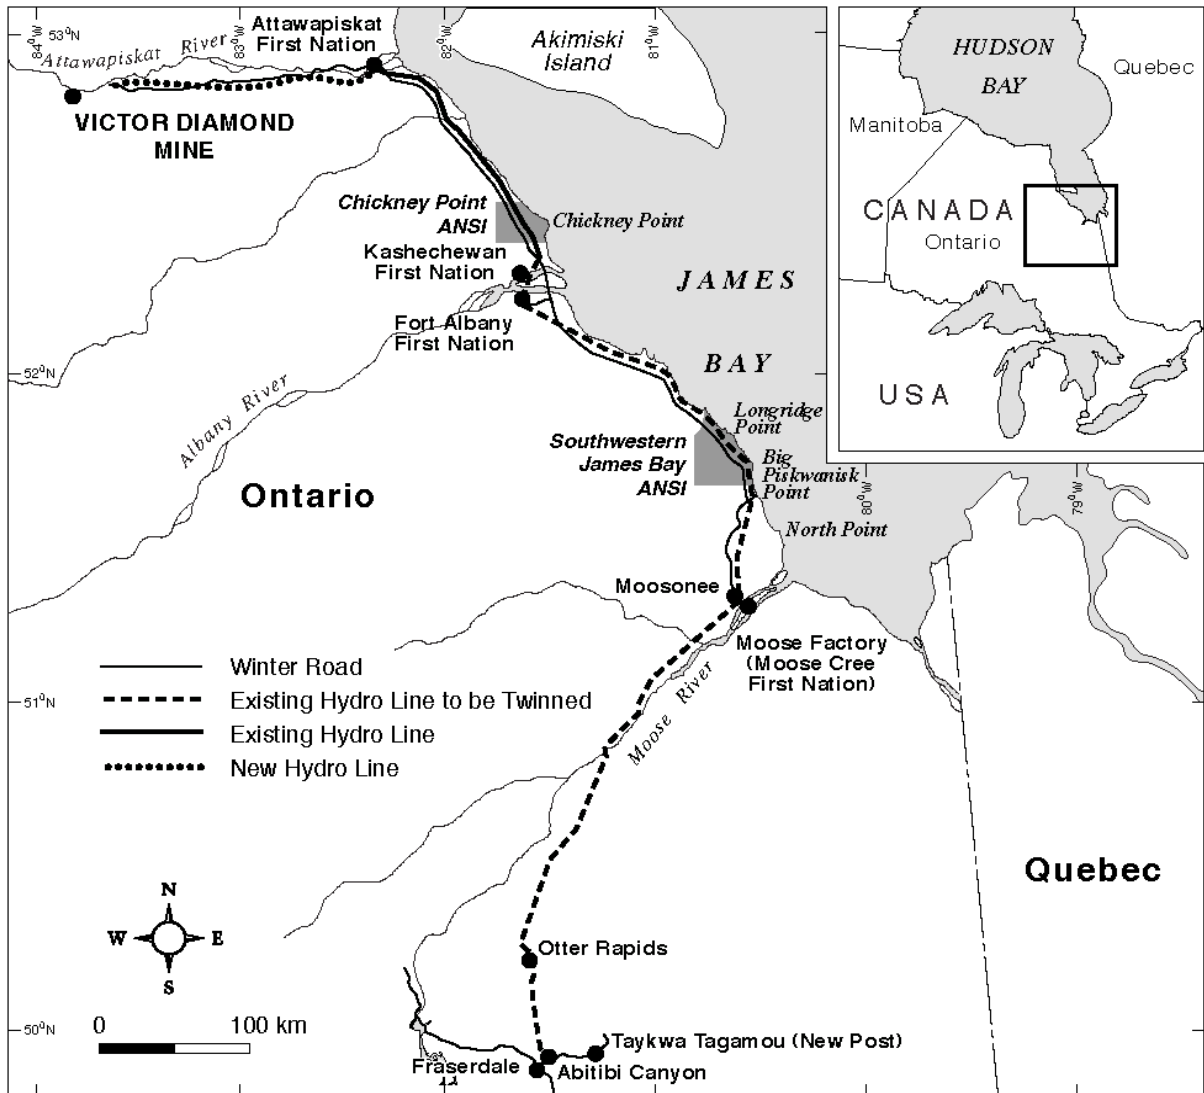 84°W
53°N
83°W
82°W
81°W
Attawapiskat
First Nation
Attawapiskat River
Akimiski
Island
VICTOR DIAMOND
MINE
Chickney Point
ANSI
Chickney Point
Kashechewan
First Nation
Fort Albany
First Nation
JAMES
BAY
52°N
Albany River
Longridge
Point
Southwestern
James Bay
ANSI
Big
Piskwanisk
Point
80°W
79°W
Ontario
North Point
Moosonee
Moose Factory
(Moose Cree
First Nation)
Moose River
51°N
Winter Road
Existing Hydro Line to be Twinned
Existing Hydro Line
New Hydro Line
Quebec
N
W E
S
0 100 km
Otter Rapids
50°N
Taykwa Tagamou (New Post)
Fraserdale
Abitibi Canyon
HUDSON
BAY
Quebec
Manitoba
CANADA
Ontario
USA